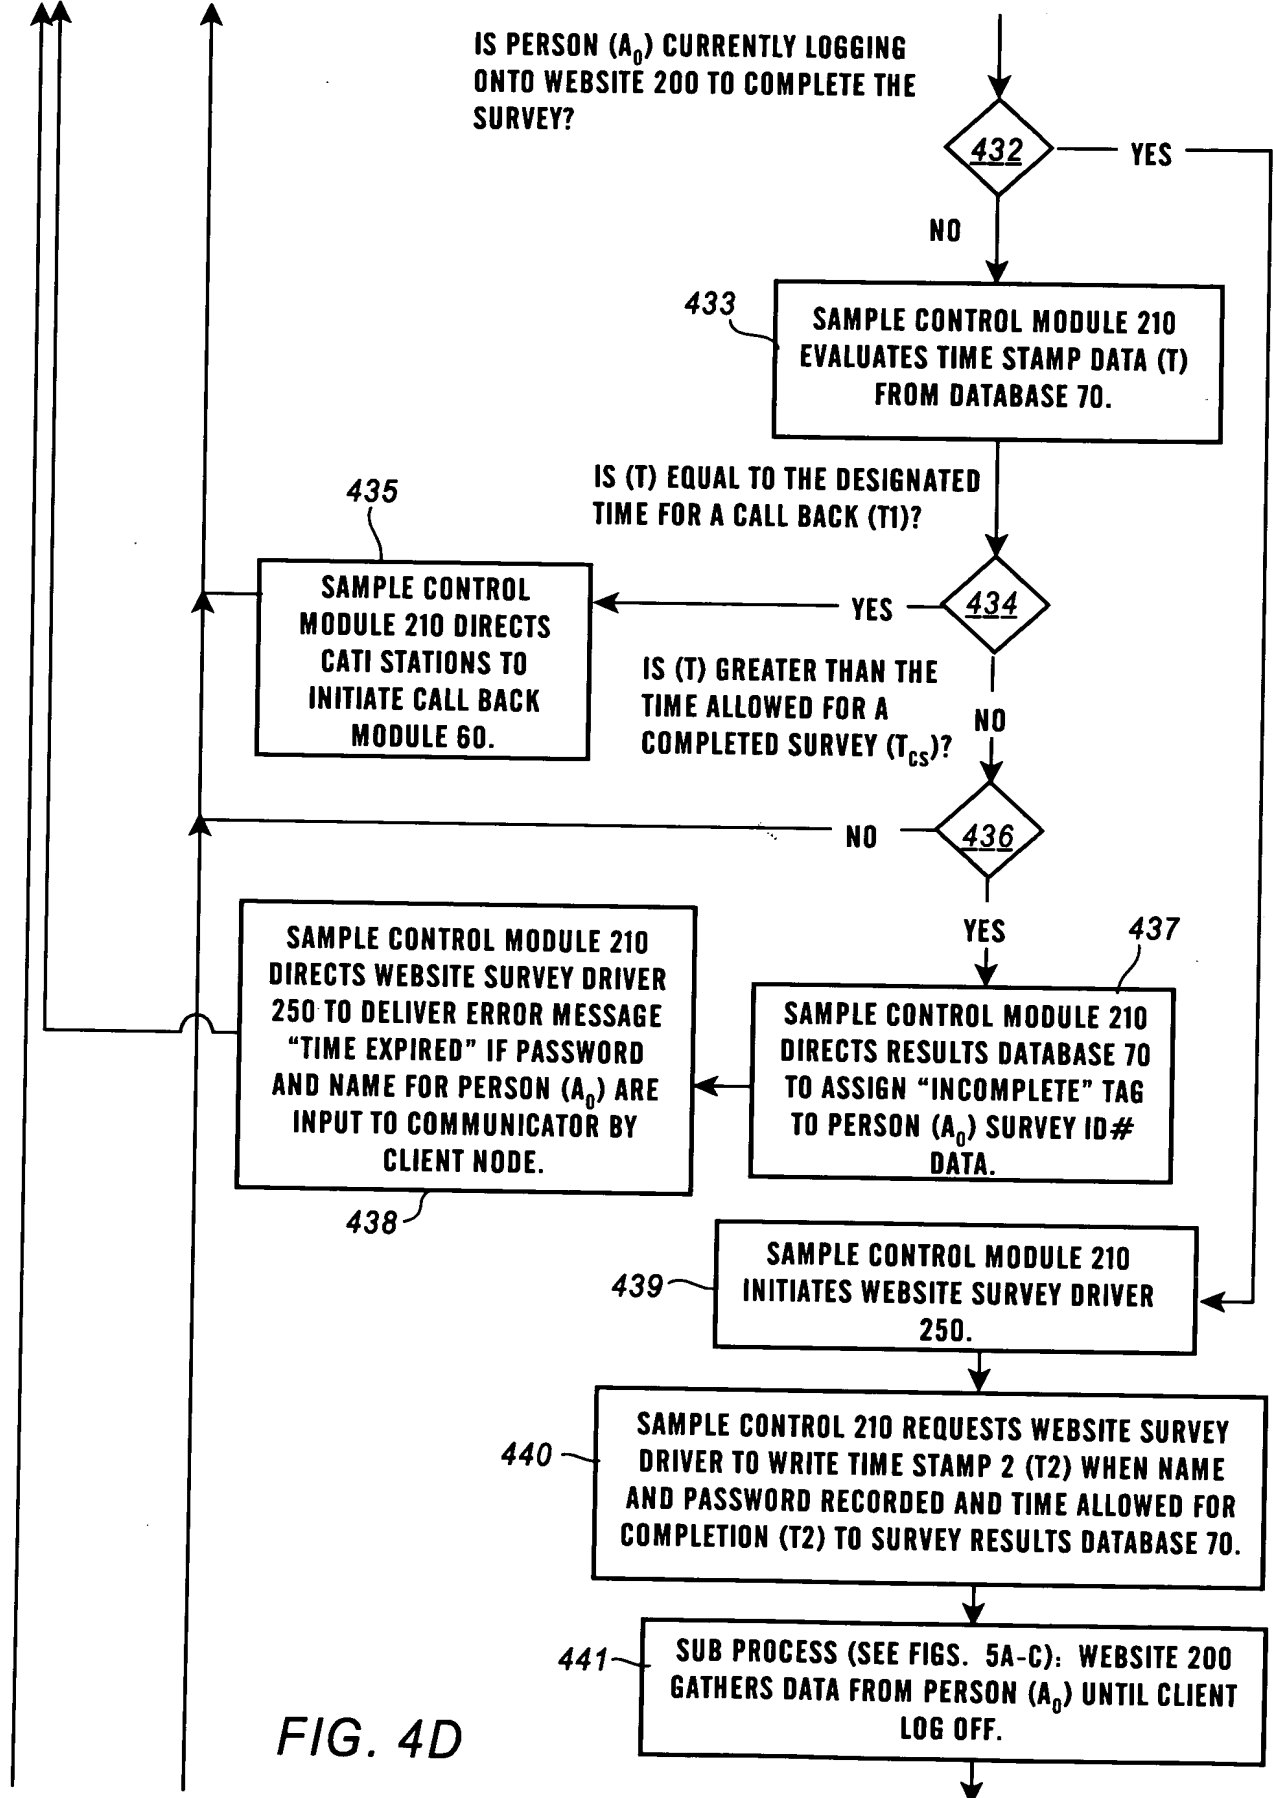 IS PERSON (A₀) CURRENTLY LOGGING
ONTO WEBSITE 200 TO COMPLETE THE
SURVEY?
432
YES
NO
433
SAMPLE CONTROL MODULE 210
EVALUATES TIME STAMP DATA (T)
FROM DATABASE 70.
IS (T) EQUAL TO THE DESIGNATED
TIME FOR A CALL BACK (T1)?
434
YES
435
SAMPLE CONTROL
MODULE 210 DIRECTS
CATI STATIONS TO
INITIATE CALL BACK
MODULE 60.
IS (T) GREATER THAN THE
TIME ALLOWED FOR A
COMPLETED SURVEY (T_CS)?
NO
436
NO
YES
437
SAMPLE CONTROL MODULE 210
DIRECTS RESULTS DATABASE 70
TO ASSIGN “INCOMPLETE” TAG
TO PERSON (A₀) SURVEY ID#
DATA.
SAMPLE CONTROL MODULE 210
DIRECTS WEBSITE SURVEY DRIVER
250 TO DELIVER ERROR MESSAGE
“TIME EXPIRED” IF PASSWORD
AND NAME FOR PERSON (A₀) ARE
INPUT TO COMMUNICATOR BY
CLIENT NODE.
438
439
SAMPLE CONTROL MODULE 210
INITIATES WEBSITE SURVEY DRIVER
250.
440
SAMPLE CONTROL 210 REQUESTS WEBSITE SURVEY
DRIVER TO WRITE TIME STAMP 2 (T2) WHEN NAME
AND PASSWORD RECORDED AND TIME ALLOWED FOR
COMPLETION (T2) TO SURVEY RESULTS DATABASE 70.
441
SUB PROCESS (SEE FIGS. 5A-C): WEBSITE 200
GATHERS DATA FROM PERSON (A₀) UNTIL CLIENT
LOG OFF.
FIG. 4D